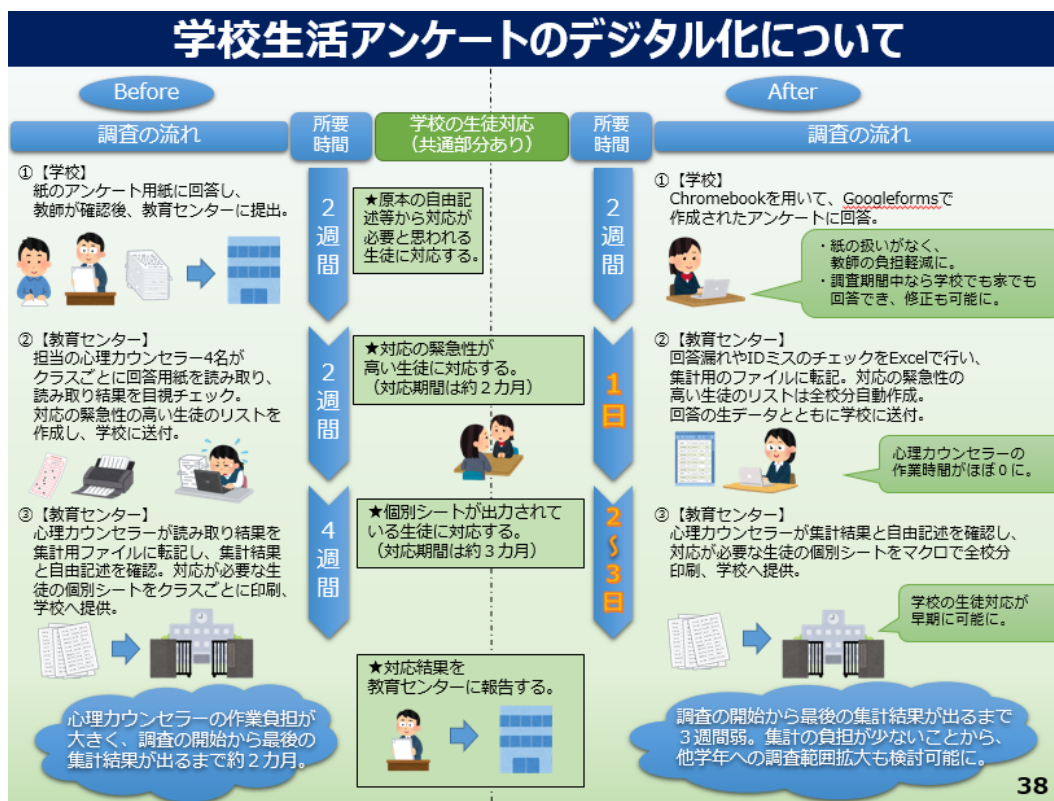 学校生活アンケートのデジタル化について
Before
調査の流れ
所要
時間
①【学校】
紙のアンケート用紙に回答し、
教師が確認後、教育センターに提出。
2
週
間
②【教育センター】
担当の心理カウンセラー4名が
クラスごとに回答用紙を読み取り、
読み取り結果を目視チェック。
対応の緊急性の高い生徒のリストを
作成し、学校に送付。
2
週
間
③【教育センター】
心理カウンセラーが読み取り結果を
集計用ファイルに転記し、集計結果
と自由記述を確認。対応が必要な生
徒の個別シートをクラスごとに印刷、
学校へ提供。
4
週
間
心理カウンセラーの作業負担が
大きく、調査の開始から最後の
集計結果が出るまで約２カ月。
学校の生徒対応
（共通部分あり）
★原本の自由記
述等から対応が
必要と思われる
生徒に対応する。
★対応の緊急性が
高い生徒に対応する。
（対応期間は約２カ月）
★個別シートが出力されて
いる生徒に対応する。
（対応期間は約３カ月）
★対応結果を
教育センターに報告する。
After
所要
時間
調査の流れ
2
週
間
①【学校】
Chromebookを用いて、Googleformsで
作成されたアンケートに回答。
・紙の扱いがなく、
教師の負担軽減に。
・調査期間中なら学校でも家でも
回答でき、修正も可能に。
1
日
②【教育センター】
回答漏れやIDミスのチェックをExcelで行い、
集計用のファイルに転記。対応の緊急性の
高い生徒のリストは全校分自動作成。
回答の生データとともに学校に送付。
心理カウンセラーの
作業時間がほぼ０に。
2
〜
3
日
③【教育センター】
心理カウンセラーが集計結果と自由記述を確認し、
対応が必要な生徒の個別シートをマクロで全校分
印刷、学校へ提供。
学校の生徒対応が
早期に可能に。
調査の開始から最後の集計結果が出るまで
３週間弱。集計の負担が少ないことから、
他学年への調査範囲拡大も検討可能に。
38